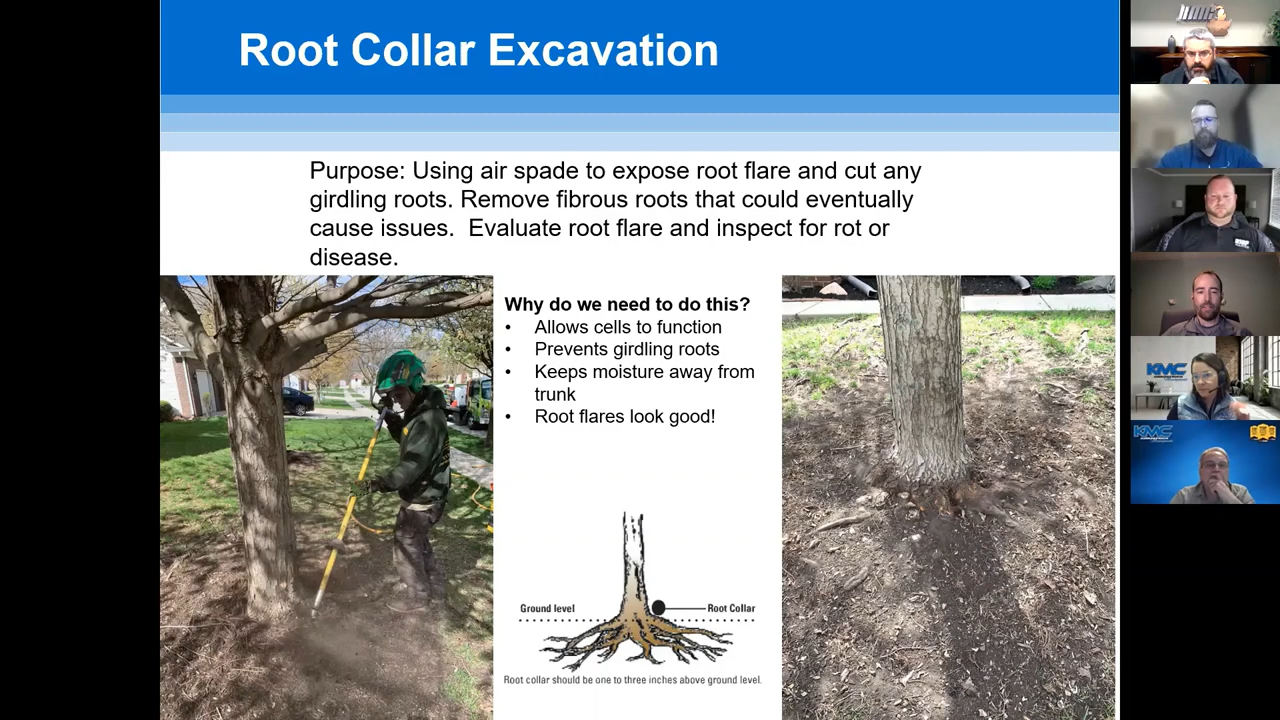 Root Collar Excavation
Purpose: Using air spade to expose root flare and cut any
girdling roots. Remove fibrous roots that could eventually
cause issues.  Evaluate root flare and inspect for rot or
disease.
Why do we need to do this?
• Allows cells to function
• Prevents girdling roots
• Keeps moisture away from
trunk
• Root flares look good!
Ground level
Root Collar
Root collar should be one to three inches above ground level.
KMC
KMC